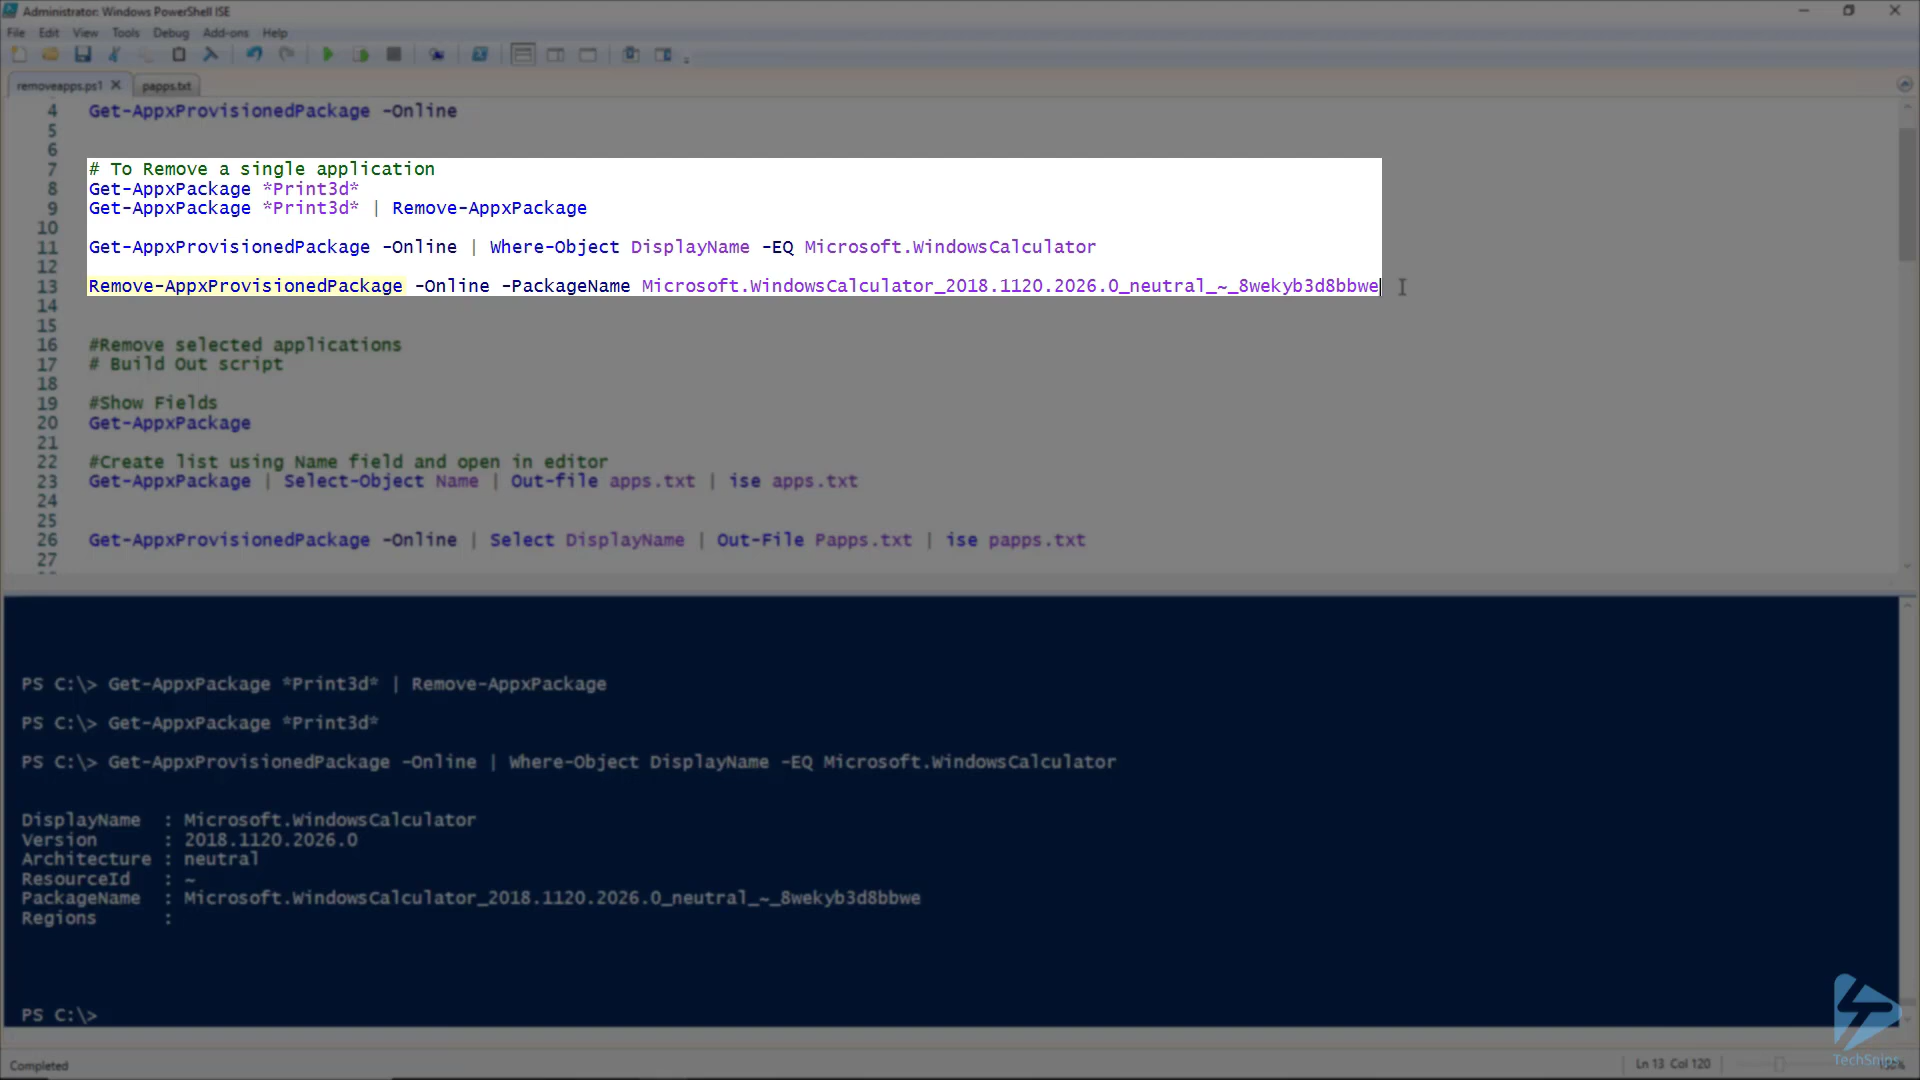 Administrator: Windows PowerShell ISE
File Edit View Tools Debug Add-ons Help
removeapps.ps1 papps.txt
4 Get-AppxProvisionedPackage -Online
5
6
7 # To Remove a single application
8 Get-AppxPackage *Print3d*
9 Get-AppxPackage *Print3d* | Remove-AppxPackage
10
11 Get-AppxProvisionedPackage -Online | Where-Object DisplayName -EQ Microsoft.WindowsCalculator
12
13 Remove-AppxProvisionedPackage -Online -PackageName Microsoft.WindowsCalculator_2018.1120.2026.0_neutral_~_8wekyb3d8bbwe
14
15
16 #Remove selected applications
17 # Build Out script
18
19 #Show Fields
20 Get-AppxPackage
21
22 #Create list using Name field and open in editor
23 Get-AppxPackage | Select-Object Name | Out-file apps.txt | ise apps.txt
24
25
26 Get-AppxProvisionedPackage -Online | Select DisplayName | Out-File Papps.txt | ise papps.txt
27
PS C:\> Get-AppxPackage *Print3d* | Remove-AppxPackage
PS C:\> Get-AppxPackage *Print3d*
PS C:\> Get-AppxProvisionedPackage -Online | Where-Object DisplayName -EQ Microsoft.WindowsCalculator
DisplayName : Microsoft.WindowsCalculator
Version : 2018.1120.2026.0
Architecture : neutral
ResourceId : ~
PackageName : Microsoft.WindowsCalculator_2018.1120.2026.0_neutral_~_8wekyb3d8bbwe
Regions :
PS C:\>
Completed
Ln 13 Col 120
TechSnips